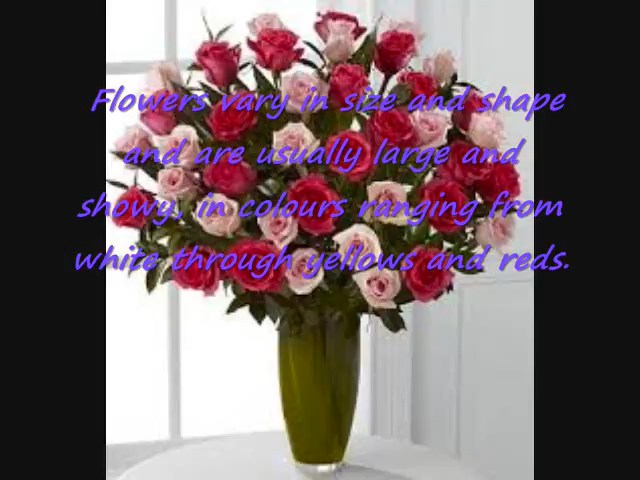 Flowers vary in size and shape
and are usually large and
showy, in colours ranging from
white through yellows and reds.